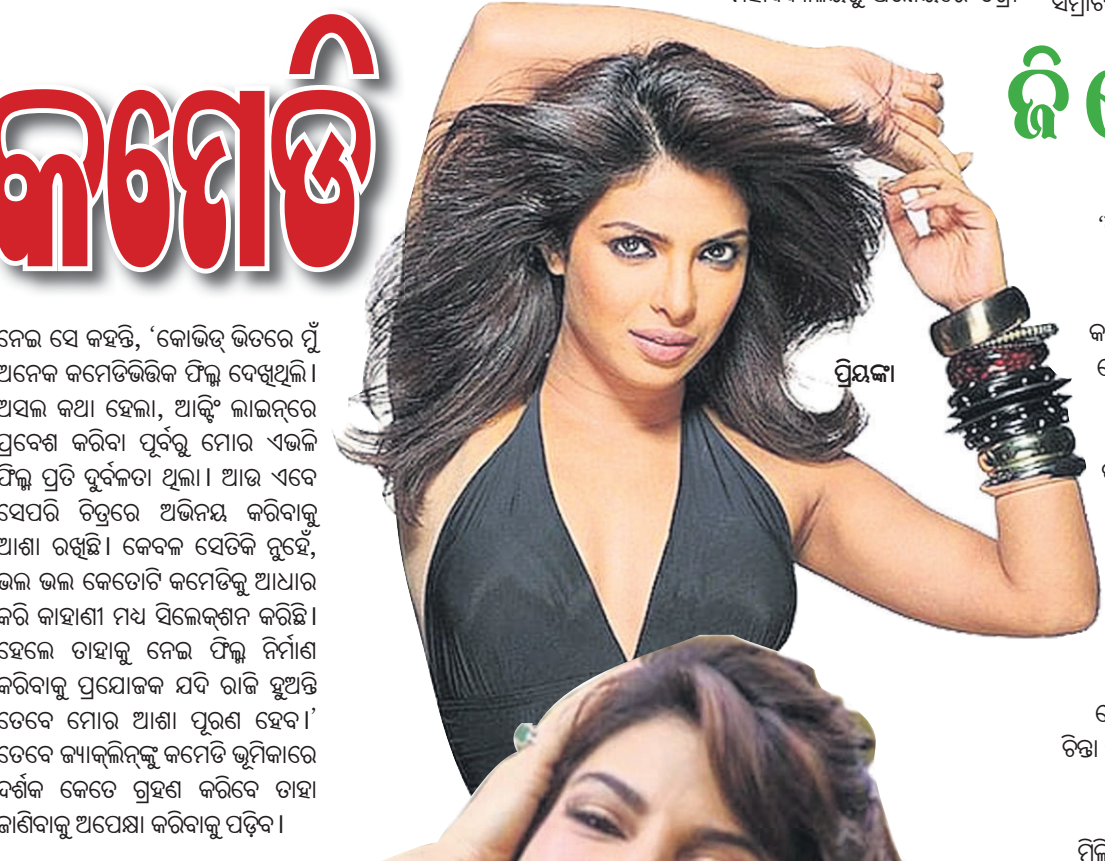 କମେଡି
ନେଇ ସେ କହନ୍ତି, ‘କୋଭିଡ୍ ଭିତରେ ମୁଁ
ଅନେକ କମେଡିଭିତ୍ତିକ ଫିଲ୍ମ ଦେଖିଥିଲି।
ଅସଲ କଥା ହେଲା, ଆକ୍ଟିଂ ଲାଇନ୍‌ରେ
ପ୍ରବେଶ କରିବା ପୂର୍ବରୁ ମୋର ଏଭଳି
ଫିଲ୍ମ ପ୍ରତି ଦୁର୍ବଳତା ଥିଲା। ଆଉ ଏବେ
ସେପରି ଚିତ୍ରରେ ଅଭିନୟ କରିବାକୁ
ଆଶା ରଖିଛି। କେବଳ ସେତିକି ନୁହେଁ,
ଭଲ ଭଲ କେତୋଟି କମେଡିକୁ ଆଧାର
କରି କାହାଣୀ ମଧ୍ୟ ସିଲେକ୍‌ଶନ କରିଛି।
ହେଲେ ତାହାକୁ ନେଇ ଫିଲ୍ମ ନିର୍ମାଣ
କରିବାକୁ ପ୍ରଯୋଜକ ଯଦି ରାଜି ହୁଅନ୍ତି
ତେବେ ମୋର ଆଶା ପୂରଣ ହେବ।’
ତେବେ ଜ୍ୟାକ୍‌ଲିନ୍‌ଙ୍କୁ କମେଡି ଭୂମିକାରେ
ଦର୍ଶକ କେତେ ଗ୍ରହଣ କରିବେ ତାହା
ଜାଣିବାକୁ ଅପେକ୍ଷା କରିବାକୁ ପଡ଼ିବ।
ପ୍ରିୟଙ୍କା
ଚିନ୍ତା